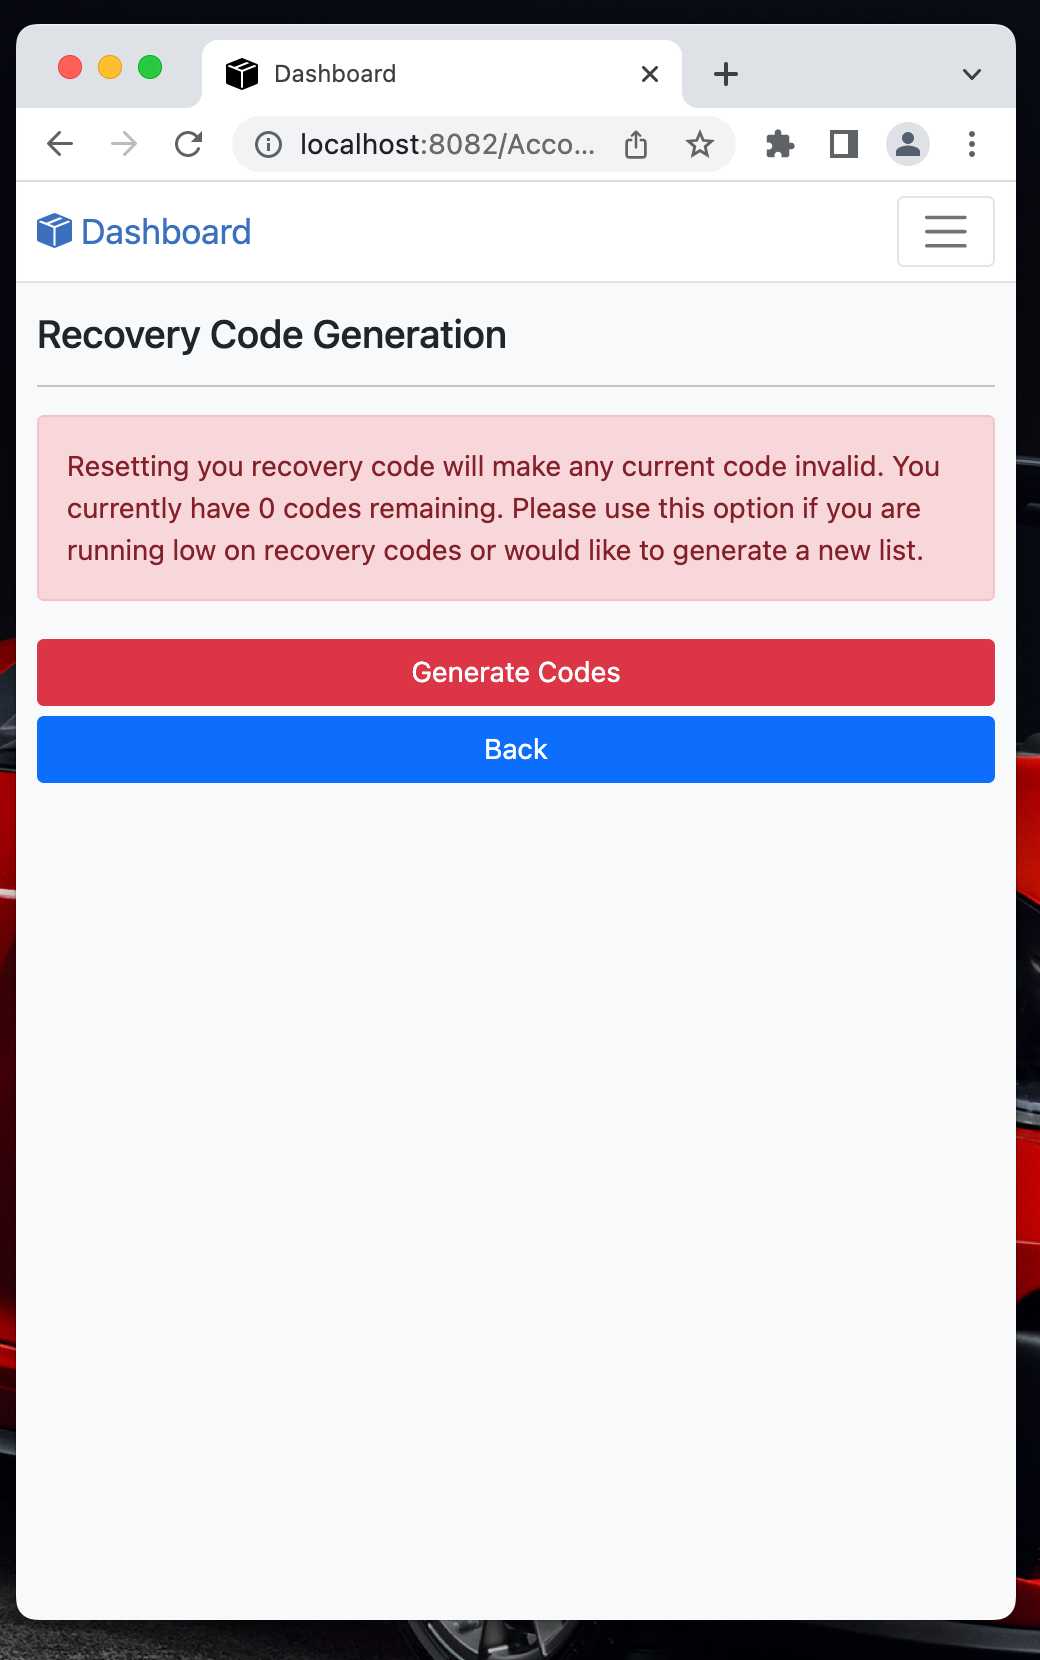 Dashboard
localhost:8082/Acco...
Dashboard
Recovery Code Generation
Resetting you recovery code will make any current code invalid. You
currently have 0 codes remaining. Please use this option if you are
running low on recovery codes or would like to generate a new list.
Generate Codes
Back